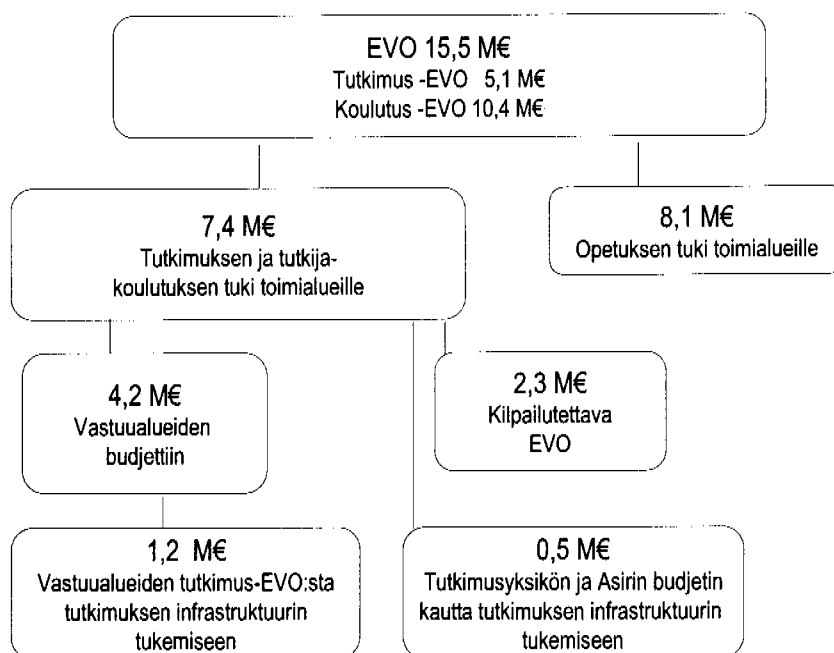 EVO 15,5 M€
Tutkimus -EVO 5,1 M€
Koulutus -EVO 10,4 M€
7,4 M€
Tutkimuksen ja tutkija-
koulutuksen tuki toimialueille
8,1 M€
Opetuksen tuki toimialueille
4,2 M€
Vastuualueiden
budjettiin
2,3 M€
Kilpailutettava
EVO
1,2 M€
Vastuualueiden tutkimus-EVO:sta
tutkimuksen infrastruktuurin
tukemiseen
0,5 M€
Tutkimusyksikön ja Asirin budjetin
kautta tutkimuksen infrastruktuurin
tukemiseen